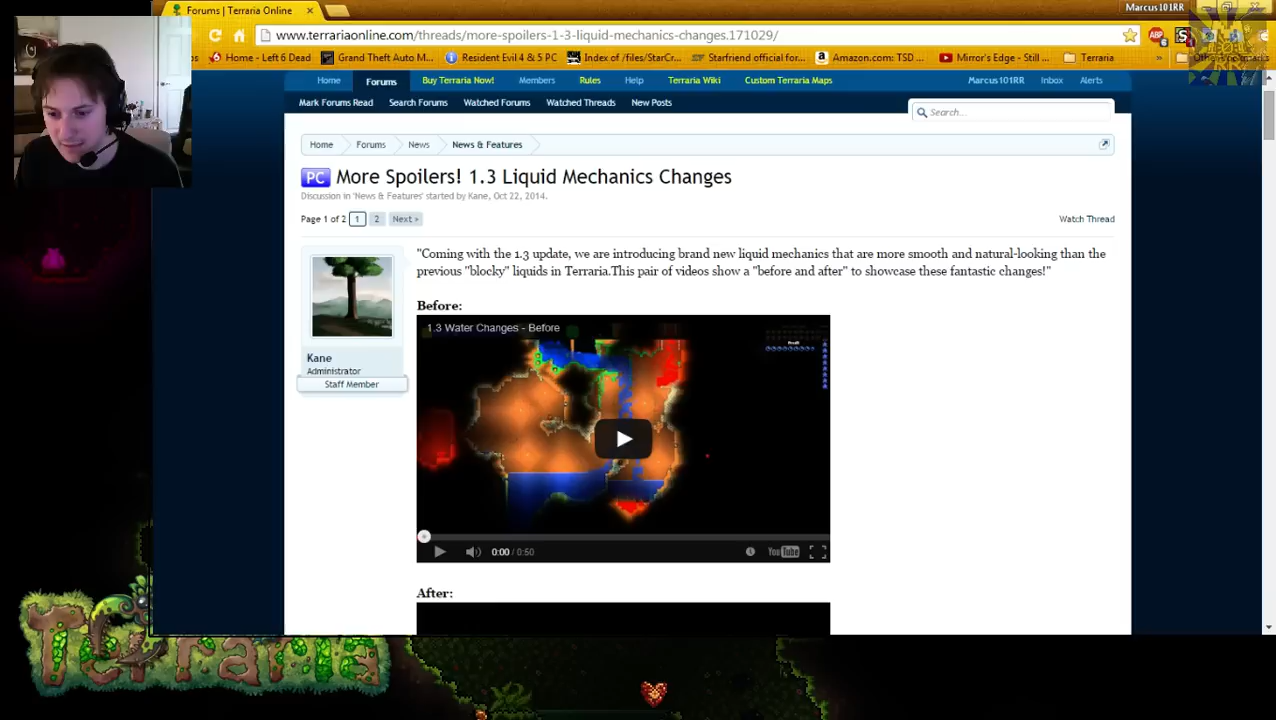 Forums | Terraria Online
Marcus101RR
www.terrariaonline.com/threads/more-spoilers-1-3-liquid-mechanics-changes.171029/
Home - Left 6 Dead
Grand Theft Auto M...
Resident Evil 4 & 5 PC
Index of /files/StarCr...
Starfriend official for...
Amazon.com: TSD ...
Mirror's Edge - Still ...
Terraria
»
Other bookmarks
Home
Forums
Buy Terraria Now!
Members
Rules
Help
Terraria Wiki
Custom Terraria Maps
Marcus101RR
Inbox
Alerts
Mark Forums Read
Search Forums
Watched Forums
Watched Threads
New Posts
Search...
Home
Forums
News
News & Features
PC More Spoilers! 1.3 Liquid Mechanics Changes
Discussion in 'News & Features' started by Kane, Oct 22, 2014.
Page 1 of 2 1 2 Next >
Watch Thread
"Coming with the 1.3 update, we are introducing brand new liquid mechanics that are more smooth and natural-looking than the
previous "blocky" liquids in Terraria.This pair of videos show a "before and after" to showcase these fantastic changes!"
Before:
1.3 Water Changes - Before
Kane
Administrator
Staff Member
0:00 / 0:50
YouTube
After:
Terraria